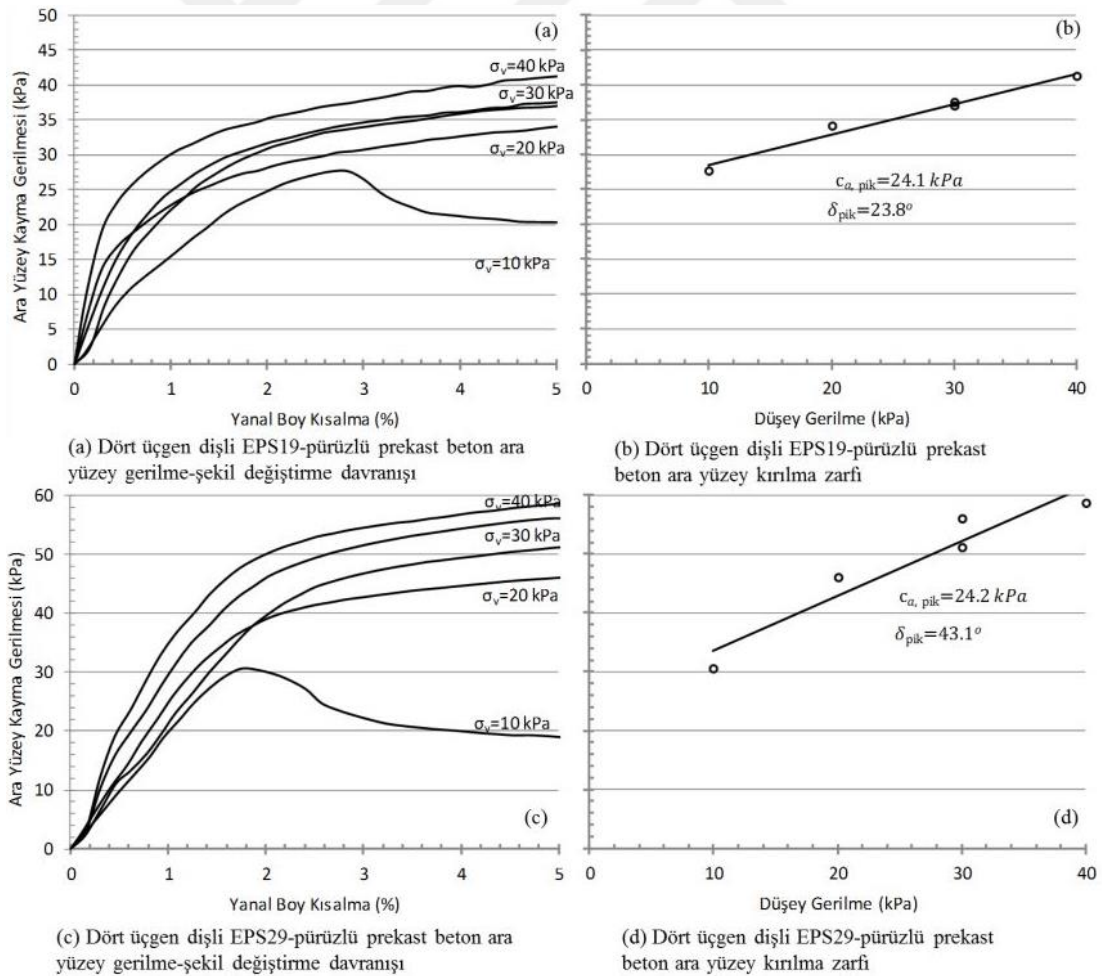 50
45
40
35
30
25
20
15
10
5
0
Ara Yüzey Kayma Gerilmesi (kPa)
(a)
σv=40 kPa
σv=30 kPa
σv=20 kPa
σv=10 kPa
0 1 2 3 4 5
Yanal Boy Kısalma (%)
(b)
ca, pik=24.1 kPa
δpik=23.8°
0 10 20 30 40
Düşey Gerilme (kPa)
(a) Dört üçgen dişli EPS19-pürüzlü prekast beton ara
yüzey gerilme-şekil değiştirme davranışı
(b) Dört üçgen dişli EPS19-pürüzlü prekast
beton ara yüzey kırılma zarfı
60
50
40
30
20
10
0
Ara Yüzey Kayma Gerilmesi (kPa)
σv=40 kPa
σv=30 kPa
σv=20 kPa
σv=10 kPa
(c)
0 1 2 3 4 5
Yanal Boy Kısalma (%)
ca, pik=24.2 kPa
δpik=43.1°
(d)
0 10 20 30 40
Düşey Gerilme (kPa)
(c) Dört üçgen dişli EPS29-pürüzlü prekast beton ara
yüzey gerilme-şekil değiştirme davranışı
(d) Dört üçgen dişli EPS29-pürüzlü prekast
beton ara yüzey kırılma zarfı